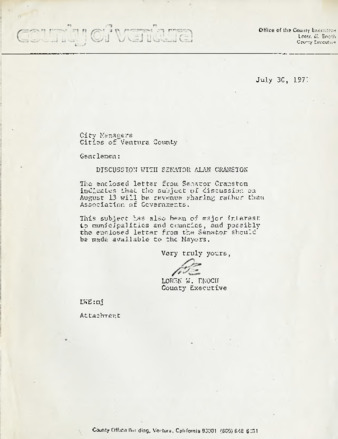 county of ventura
Office of the County Executive
Loren W. Enoch
County Executive
July 30, 197
City Managers
Cities of Ventura County
Gentlemen:
DISCUSSION WITH SENATOR ALAN CRANSTON
The enclosed letter from Senator Cranston
indicates that the subject of discussion on
August 13 will be revenue sharing rather than
Association of Governments.
This subject has also been of major interest
to municipalities and counties, and possibly
the enclosed letter from the Senator should
be made available to the Mayors.
Very truly yours,
LOREN W. ENOCH
County Executive
LWE:mj
Attachment
County Office Building, Ventura, California 93001 (805) 648